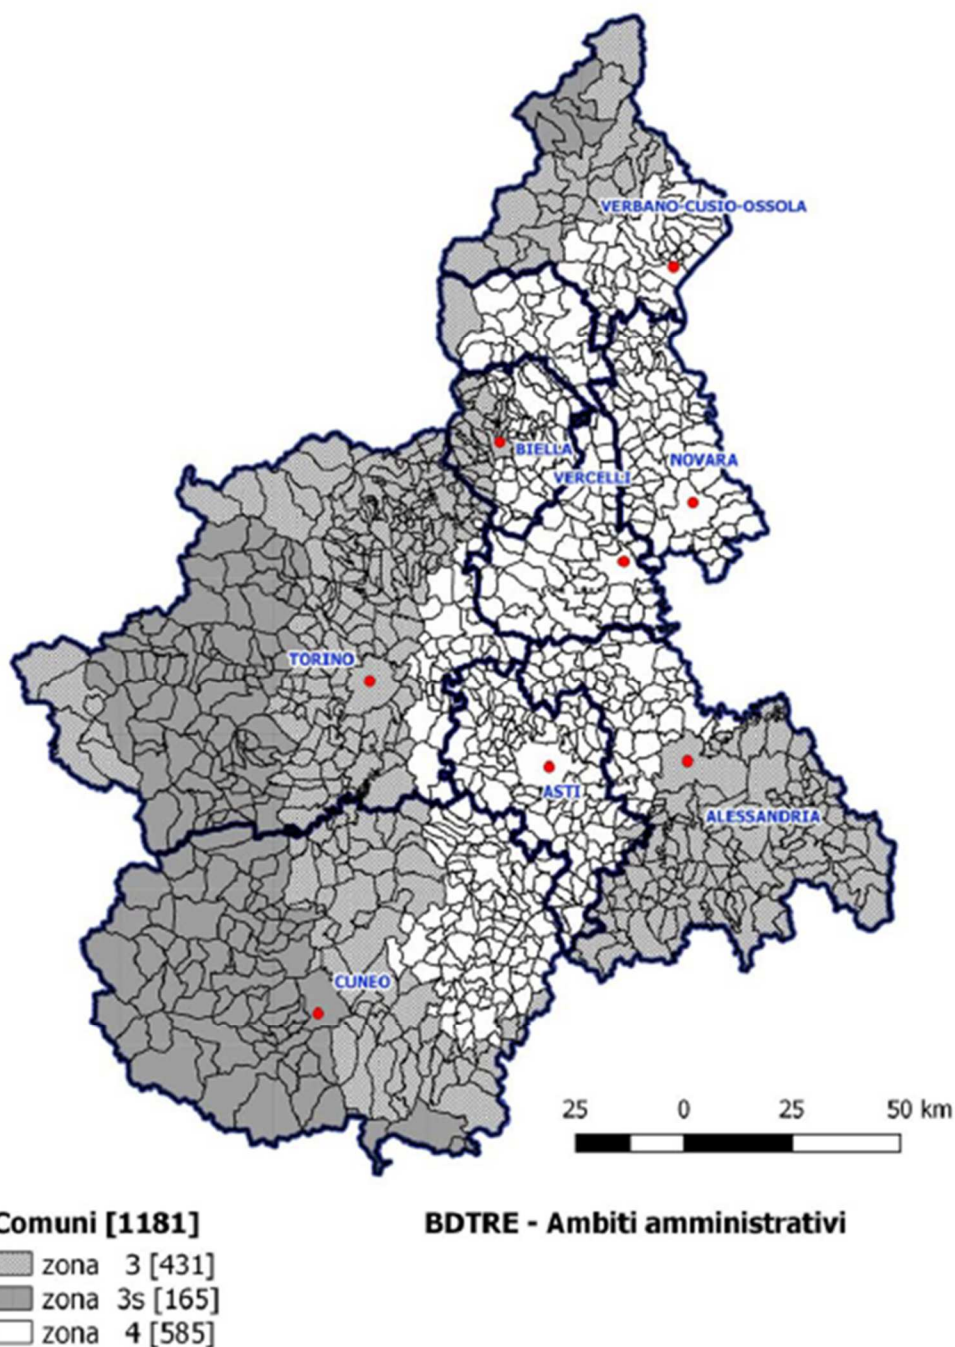 VERBANO-CUSIO-OSSOLA
BIELLA
NOVARA
VERCELLI
TORINO
ASTI
ALESSANDRIA
CUNEO
25 0 25 50 km
Comuni [1181]
BDTRE - Ambiti amministrativi
zona 3 [431]
zona 3s [165]
zona 4 [585]